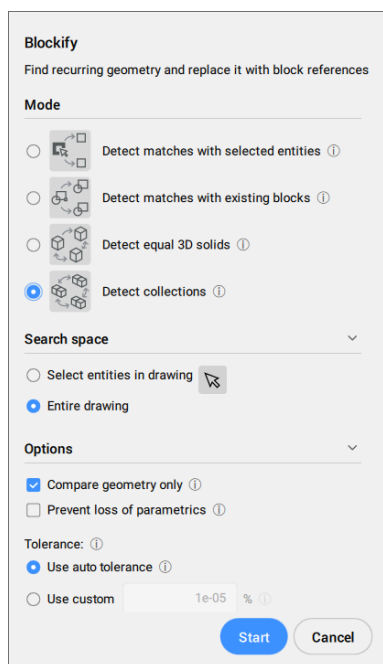 Blockify
Find recurring geometry and replace it with block references
Mode
Detect matches with selected entities ⓘ
Detect matches with existing blocks ⓘ
Detect equal 3D solids ⓘ
Detect collections ⓘ
Search space
Select entities in drawing
Entire drawing
Options
Compare geometry only ⓘ
Prevent loss of parametrics ⓘ
Tolerance: ⓘ
Use auto tolerance ⓘ
Use custom 1e-05 % ⓘ
Start Cancel